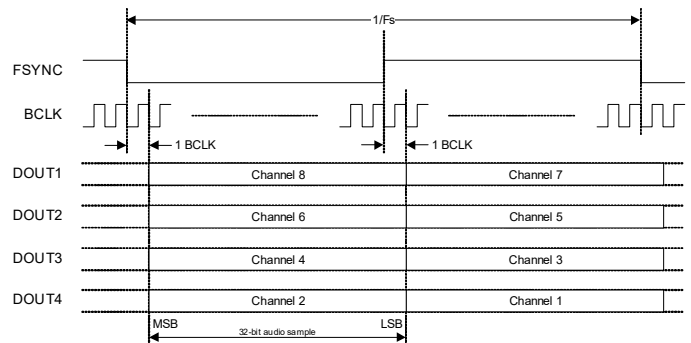 1/Fs
FSYNC
BCLK
1 BCLK
1 BCLK
DOUT1
Channel 8
Channel 7
DOUT2
Channel 6
Channel 5
DOUT3
Channel 4
Channel 3
DOUT4
Channel 2
Channel 1
MSB
LSB
32-bit audio sample